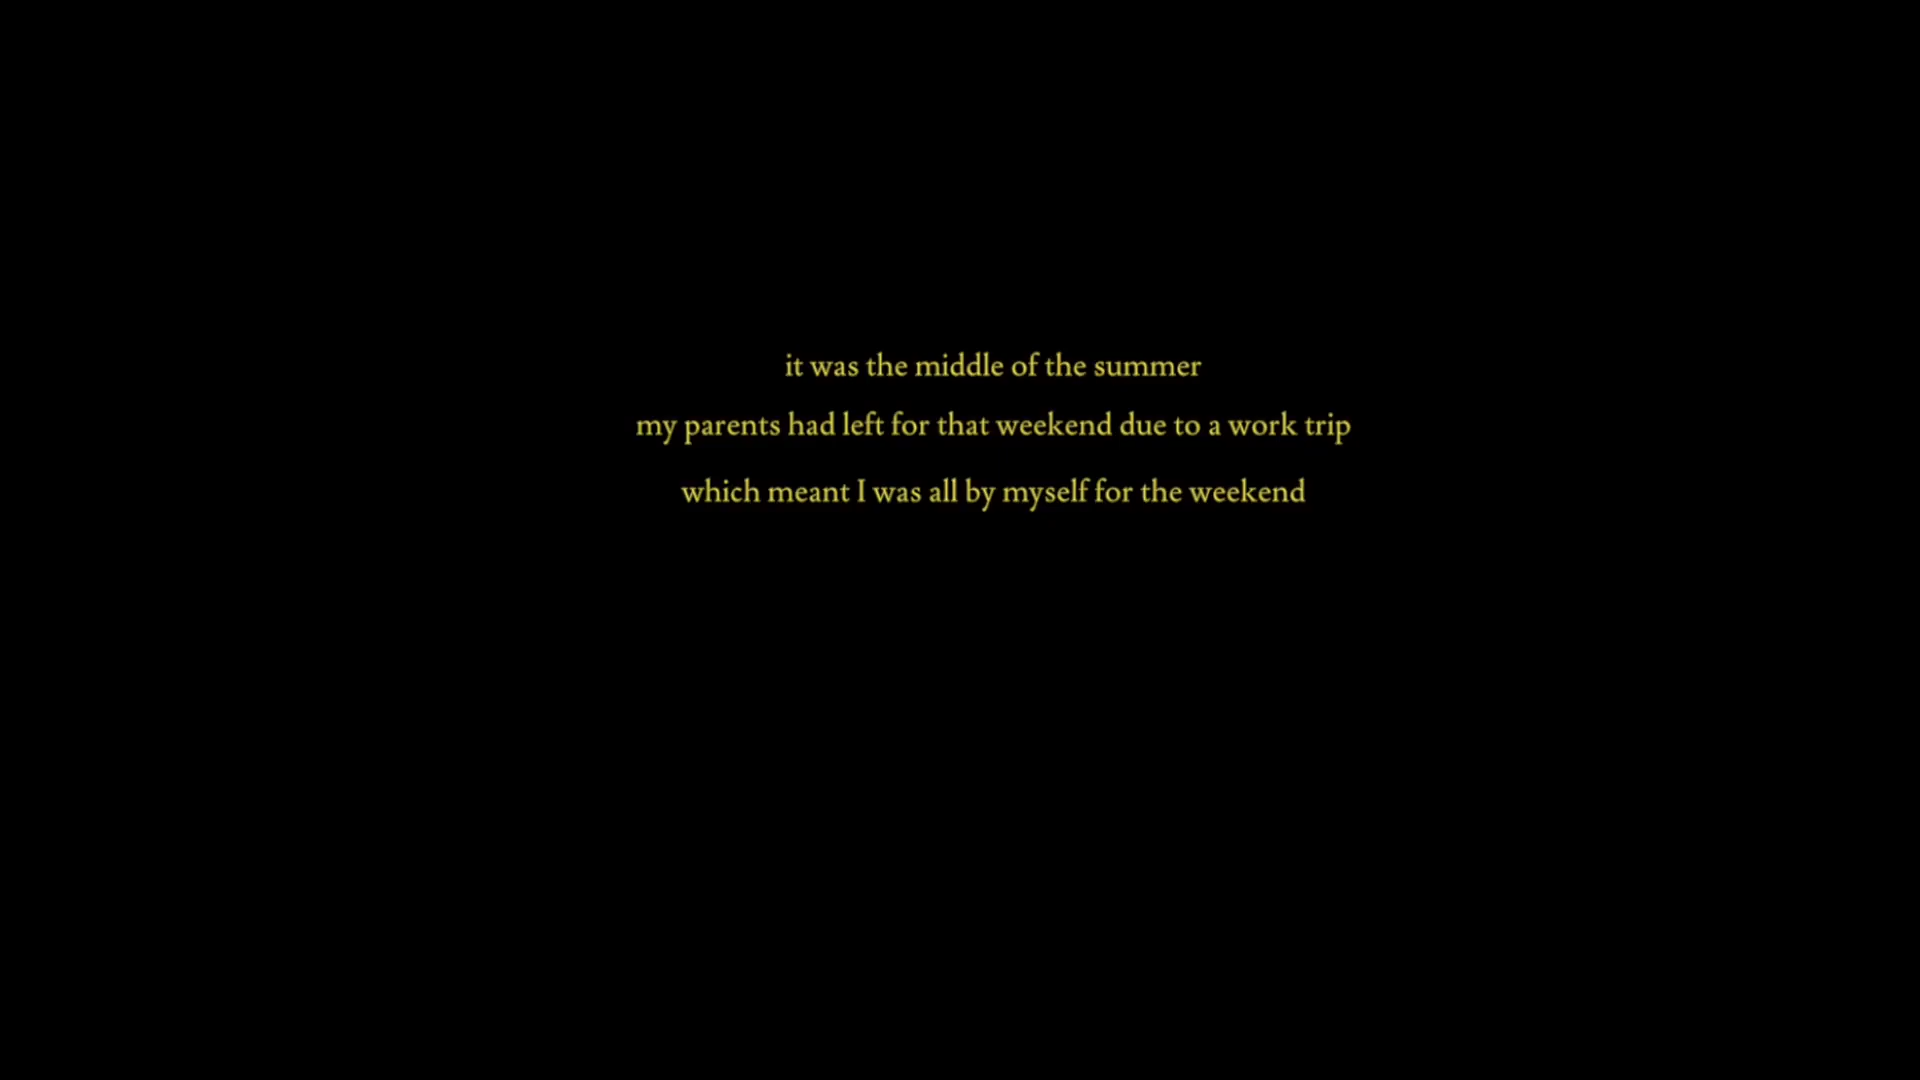 it was the middle of the summer
my parents had left for that weekend due to a work trip
which meant I was all by myself for the weekend